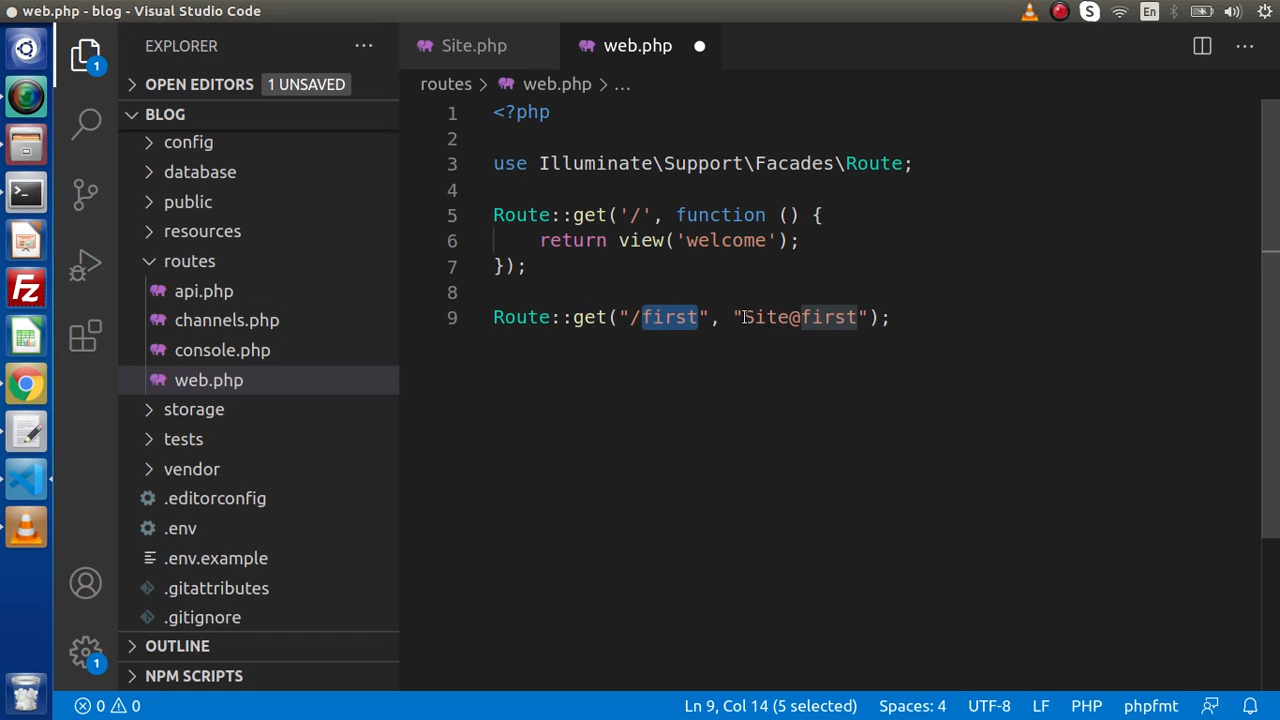 web.php - blog - Visual Studio Code
En
EXPLORER
OPEN EDITORS
1 UNSAVED
BLOG
config
database
public
resources
routes
api.php
channels.php
console.php
web.php
storage
tests
vendor
.editorconfig
.env
.env.example
.gitattributes
.gitignore
OUTLINE
NPM SCRIPTS
1
1
Site.php
web.php
routes > web.php > ...
1 <?php
2
3 use Illuminate\Support\Facades\Route;
4
5 Route::get('/', function () {
6 return view('welcome');
7 });
8
9 Route::get("/first", "Site@first");
0 0
Ln 9, Col 14 (5 selected)
Spaces: 4
UTF-8
LF
PHP
phpfmt